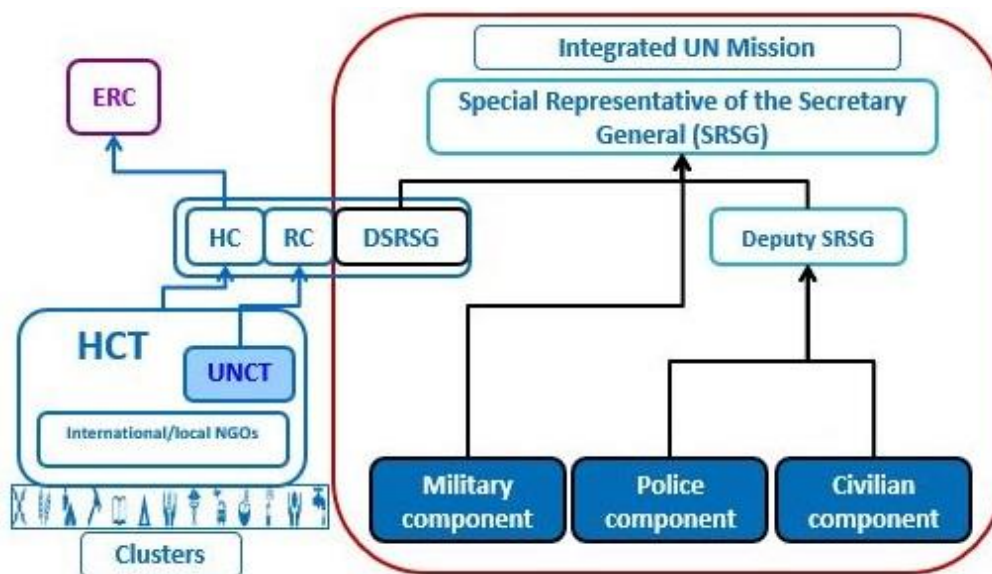 Integrated UN Mission
Special Representative of the Secretary
General (SRSG)
ERC
HC
RC
DSRSG
Deputy SRSG
HCT
UNCT
International/local NGOs
Military
component
Police
component
Civilian
component
Clusters